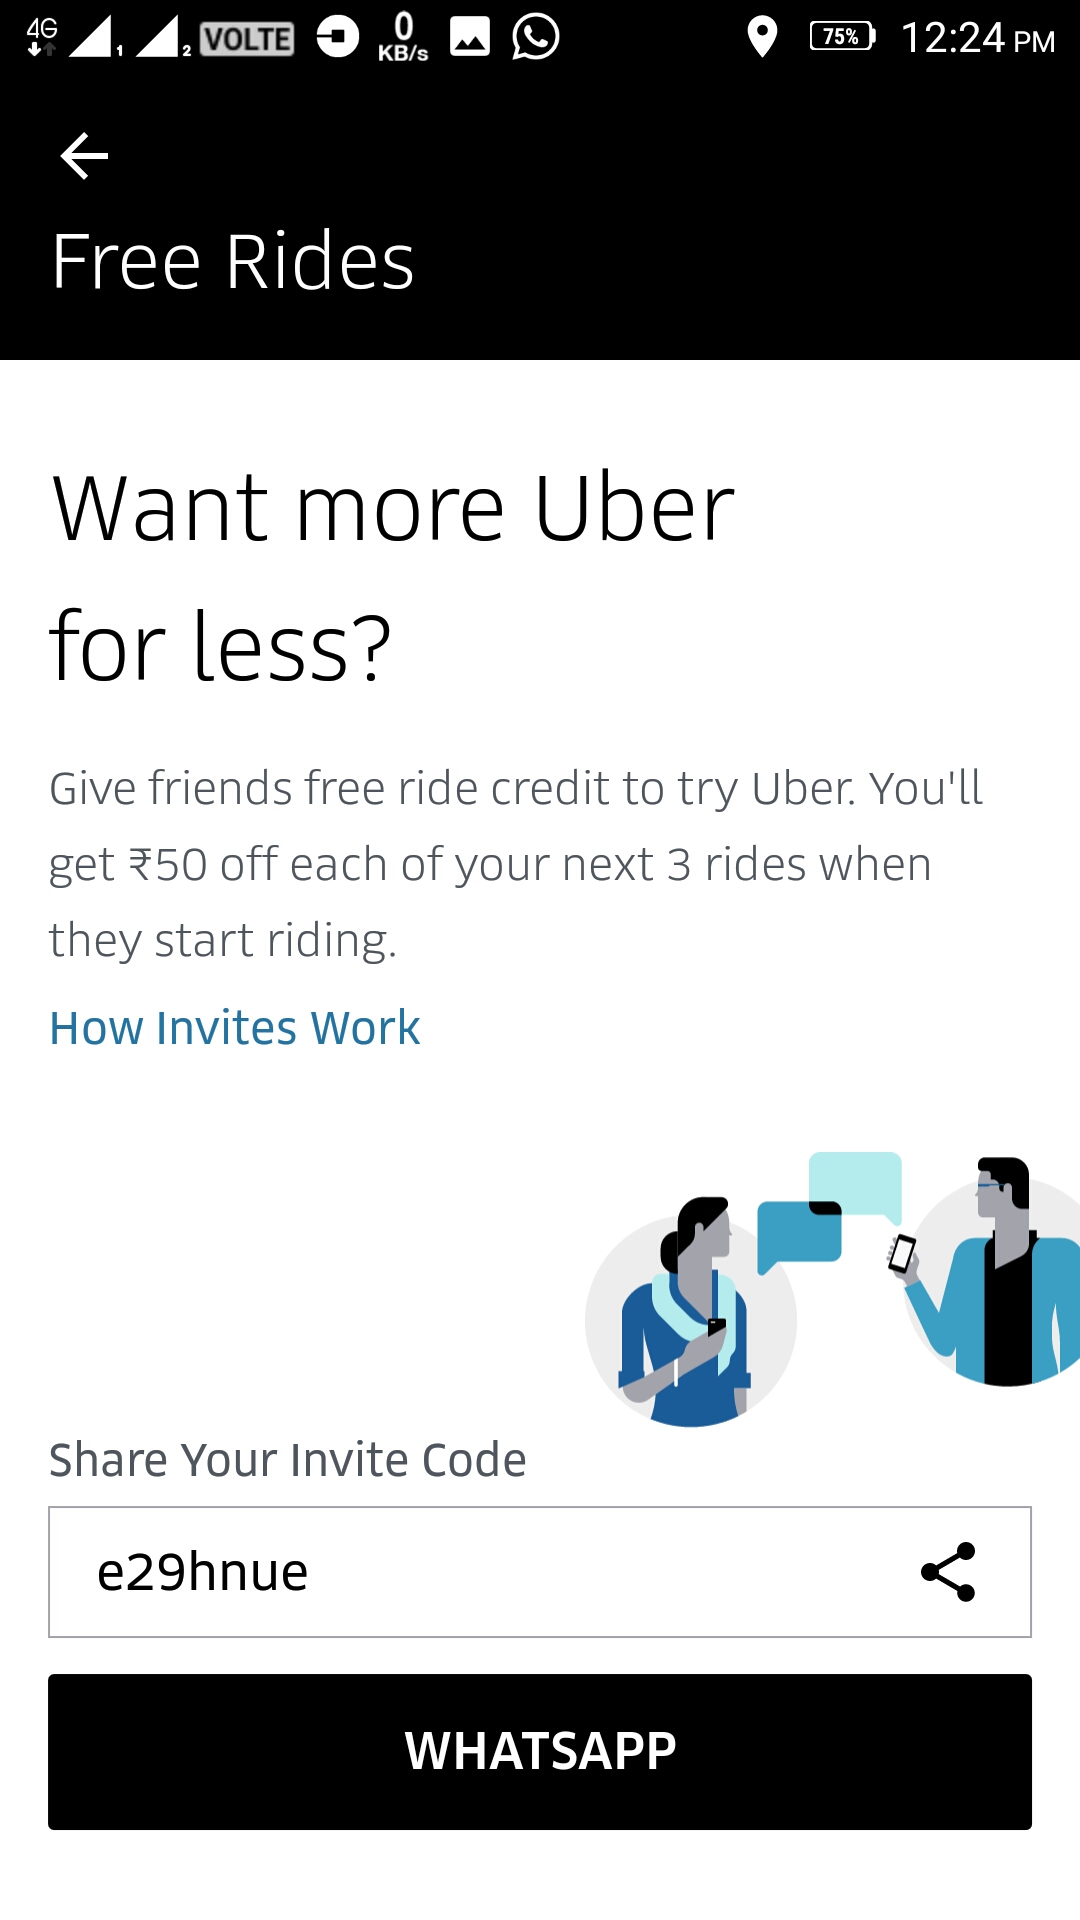 4G 1 2 VOLTE 0 KB/s 75% 12:24 PM
Free Rides
Want more Uber
for less?
Give friends free ride credit to try Uber. You'll
get ₹50 off each of your next 3 rides when
they start riding.
How Invites Work
Share Your Invite Code
e29hnue
WHATSAPP